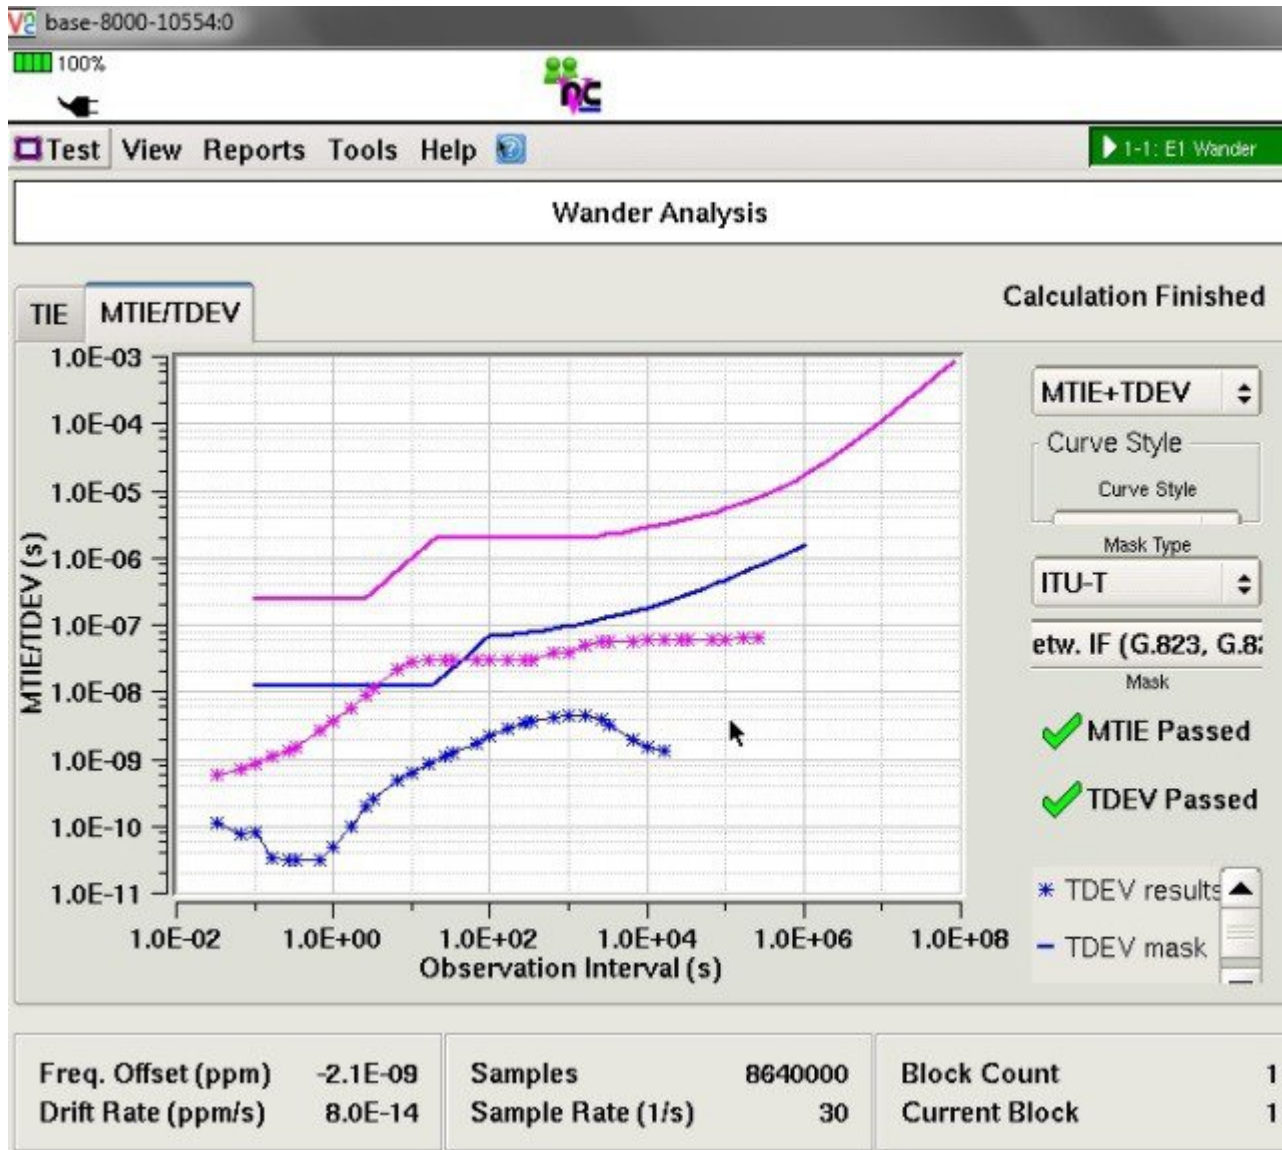 V2 base-8000-10554:0
100%
nc
Test View Reports Tools Help
1-1: E1 Wander
Wander Analysis
TIE MTIE/TDEV
Calculation Finished
1.0E-03
1.0E-04
1.0E-05
1.0E-06
1.0E-07
1.0E-08
1.0E-09
1.0E-10
1.0E-11
MTIE/TDEV (s)
1.0E-02 1.0E+00 1.0E+02 1.0E+04 1.0E+06 1.0E+08
Observation Interval (s)
MTIE+TDEV
Curve Style
Curve Style
Mask Type
ITU-T
etw. IF (G.823, G.8
Mask
MTIE Passed
TDEV Passed
TDEV results
TDEV mask
Freq. Offset (ppm) -2.1E-09
Drift Rate (ppm/s) 8.0E-14
Samples 8640000
Sample Rate (1/s) 30
Block Count 1
Current Block 1